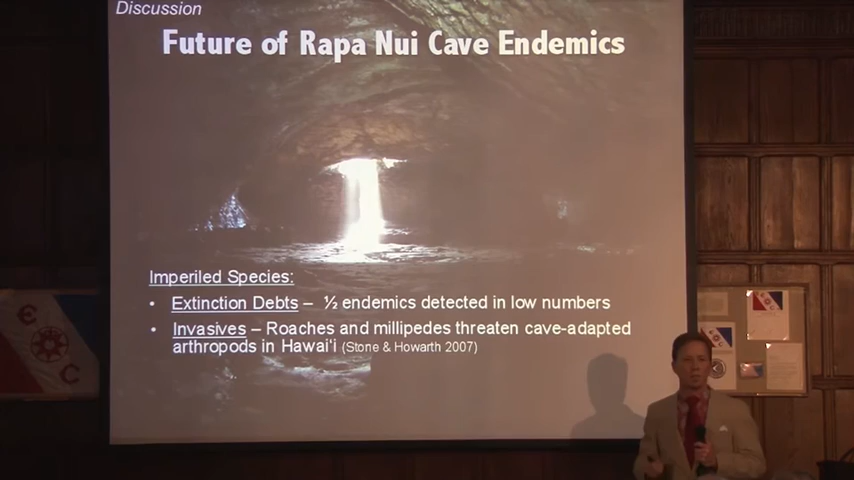 Discussion
Future of Rapa Nui Cave Endemics
Imperiled Species:
• Extinction Debts – ½ endemics detected in low numbers
• Invasives – Roaches and millipedes threaten cave-adapted
arthropods in Hawai‘i (Stone & Howarth 2007)
E
C
C